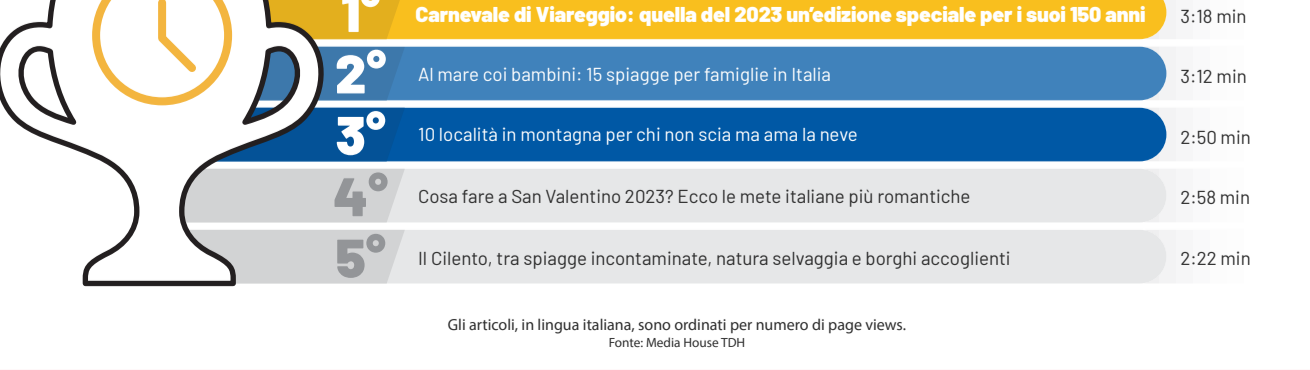 1° Carnevale di Viareggio: quella del 2023 un’edizione speciale per i suoi 150 anni 3:18 min
2° Al mare coi bambini: 15 spiagge per famiglie in Italia 3:12 min
3° 10 località in montagna per chi non scia ma ama la neve 2:50 min
4° Cosa fare a San Valentino 2023? Ecco le mete italiane più romantiche 2:58 min
5° Il Cilento, tra spiagge incontaminate, natura selvaggia e borghi accoglienti 2:22 min
Gli articoli, in lingua italiana, sono ordinati per numero di page views.
Fonte: Media House TDH